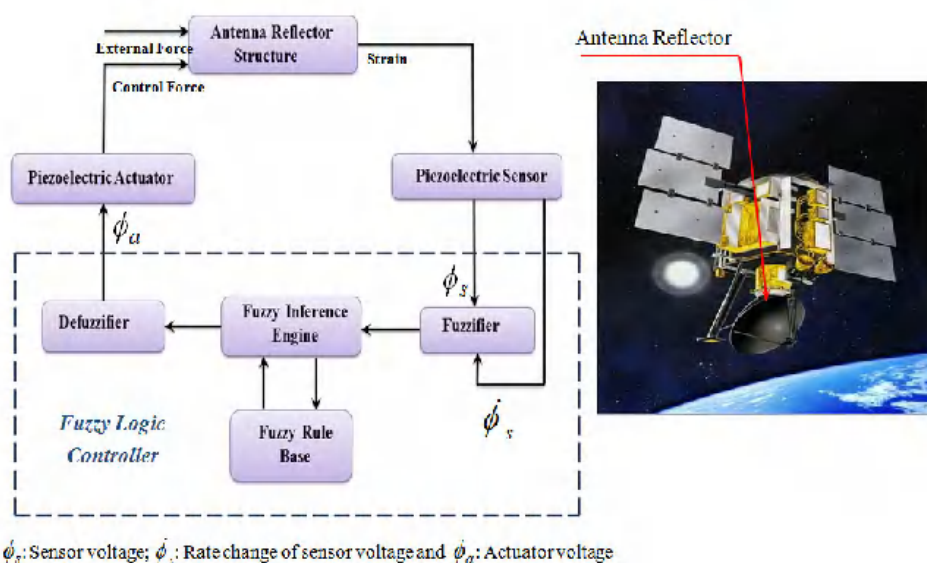 Antenna Reflector
Structure
External Force
Control Force
Strain
Antenna Reflector
Piezoelectric Actuator
Piezoelectric Sensor
ϕ̇a
ϕ̇s
Defuzzifier
Fuzzy Inference
Engine
Fuzzifier
ϕ̇s
Fuzzy Logic
Controller
Fuzzy Rule
Base
ϕ̇s: Sensor voltage; ϕ̇s: Rate change of sensor voltage and ϕ̇a: Actuator voltage